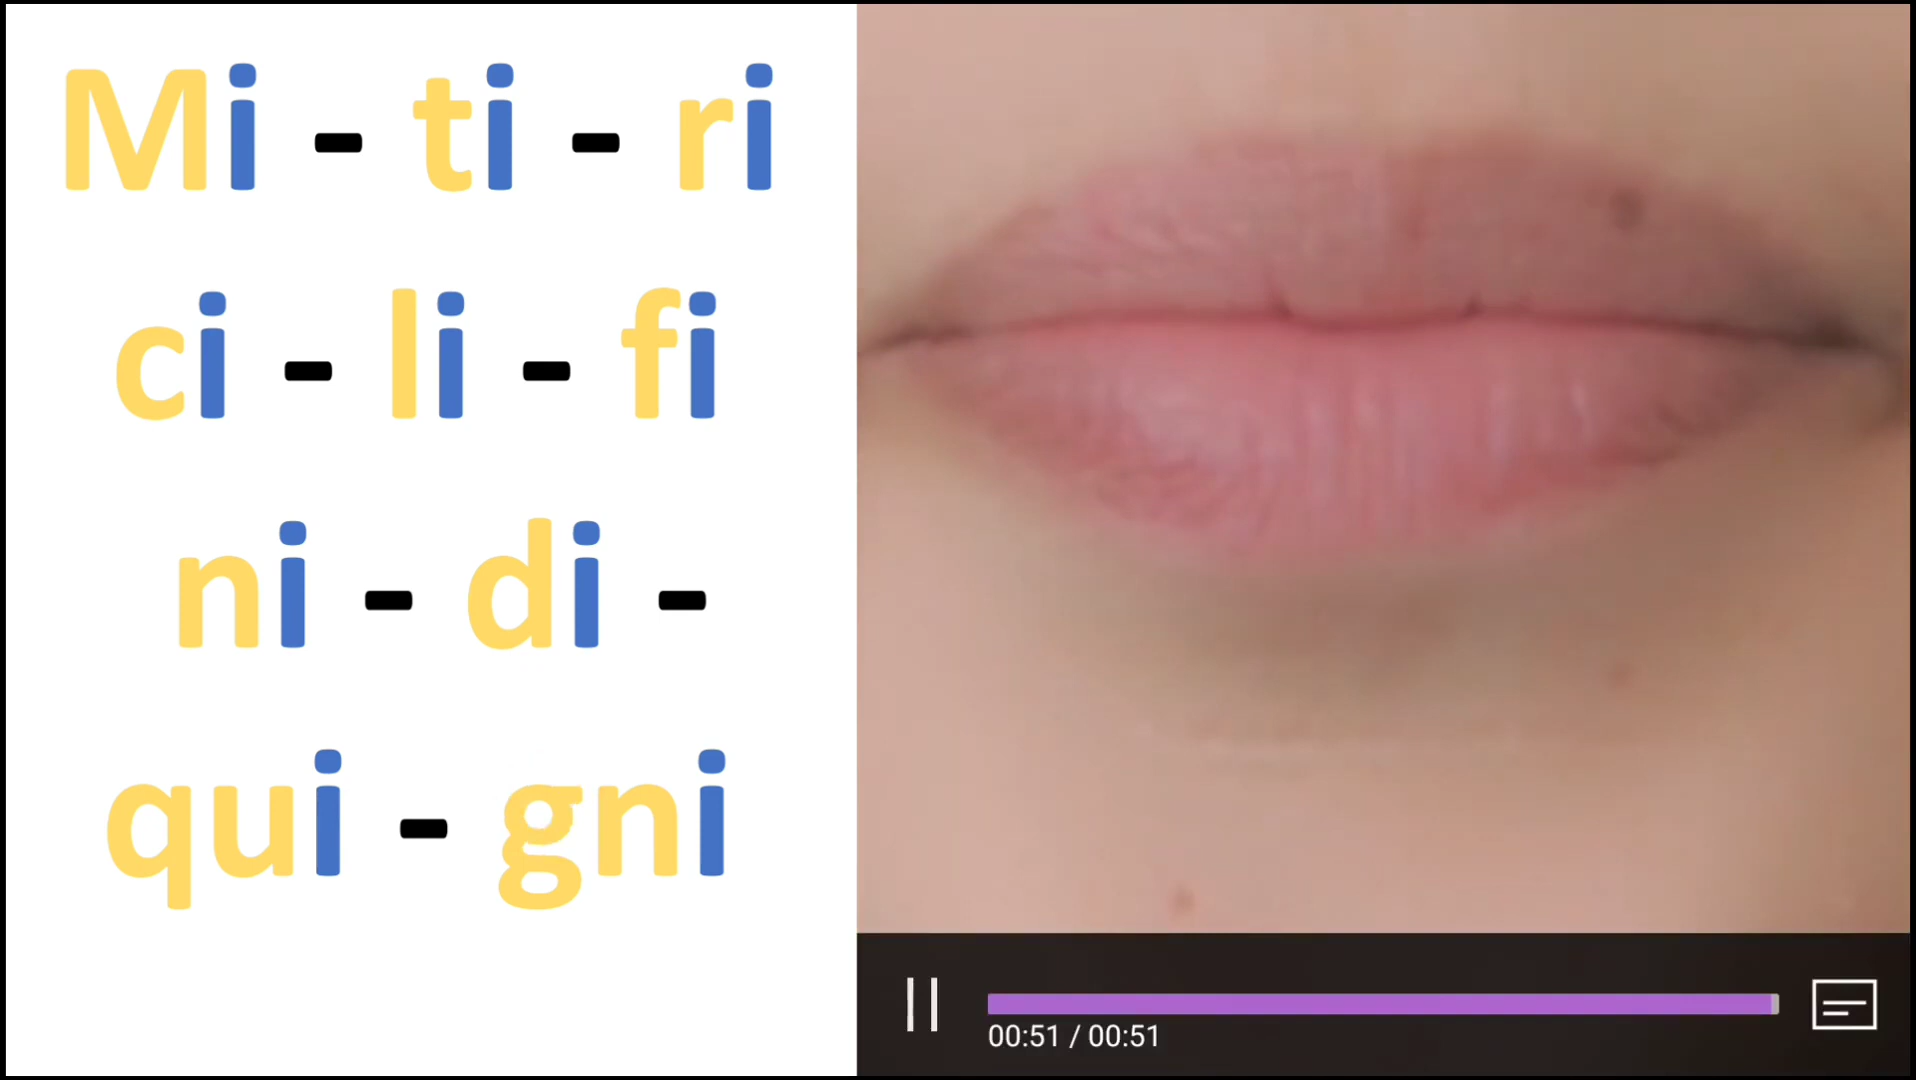 Mi - ti - ri
ci - li - fi
ni - di -
qui - gni
00:51 / 00:51